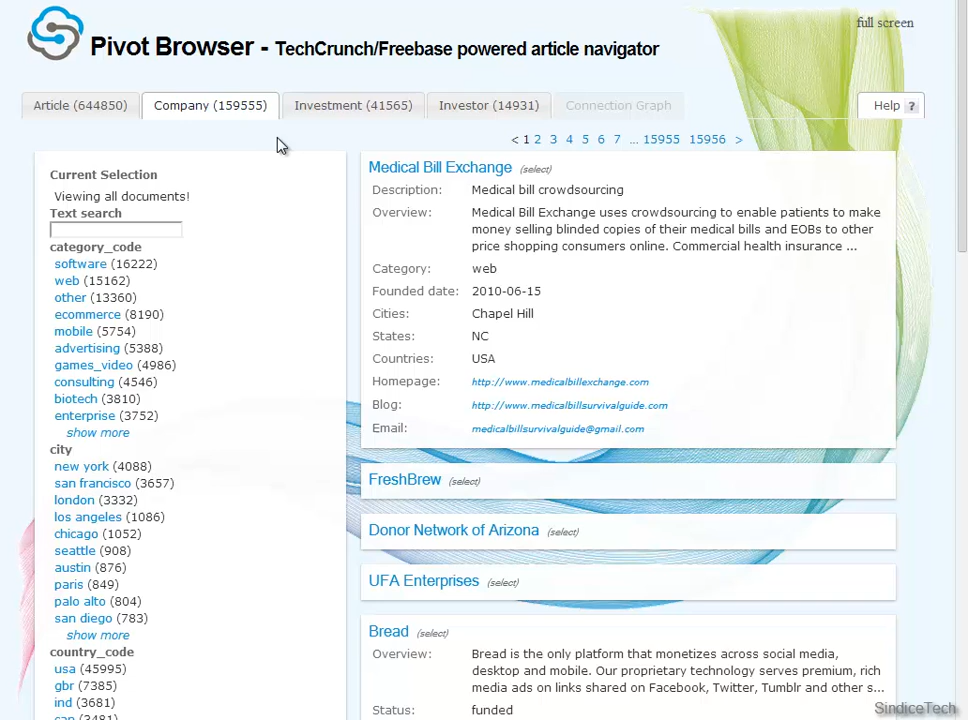 full screen
Pivot Browser - TechCrunch/Freebase powered article navigator
Article (644850) Company (159555) Investment (41565) Investor (14931) Connection Graph Help ?
< 1 2 3 4 5 6 7 ... 15955 15956 >
Current Selection
Viewing all documents!
Text search
category_code
software (16222)
web (15162)
other (13360)
ecommerce (8190)
mobile (5754)
advertising (5388)
games_video (4986)
consulting (4546)
biotech (3810)
enterprise (3752)
show more
city
new york (4088)
san francisco (3657)
london (3332)
los angeles (1086)
chicago (1052)
seattle (908)
austin (876)
paris (849)
palo alto (804)
san diego (783)
show more
country_code
usa (45995)
gbr (7385)
ind (3681)
can (3481)
Medical Bill Exchange (select)
Description: Medical bill crowdsourcing
Overview: Medical Bill Exchange uses crowdsourcing to enable patients to make
money selling blinded copies of their medical bills and EOBs to other
price shopping consumers online. Commercial health insurance ...
Category: web
Founded date: 2010-06-15
Cities: Chapel Hill
States: NC
Countries: USA
Homepage: http://www.medicalbillexchange.com
Blog: http://www.medicalbillsurvivalguide.com
Email: medicalbillsurvivalguide@gmail.com
FreshBrew (select)
Donor Network of Arizona (select)
UFA Enterprises (select)
Bread (select)
Overview: Bread is the only platform that monetizes across social media,
desktop and mobile. Our proprietary technology serves premium, rich
media ads on links shared on Facebook, Twitter, Tumblr and other s...
Status: funded
SindiceTech